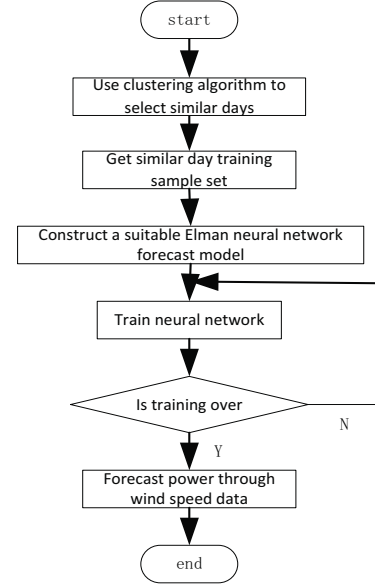 start
Use clustering algorithm to
select similar days
Get similar day training
sample set
Construct a suitable Elman neural network
forecast model
Train neural network
Is training over
N
Y
Forecast power through
wind speed data
end